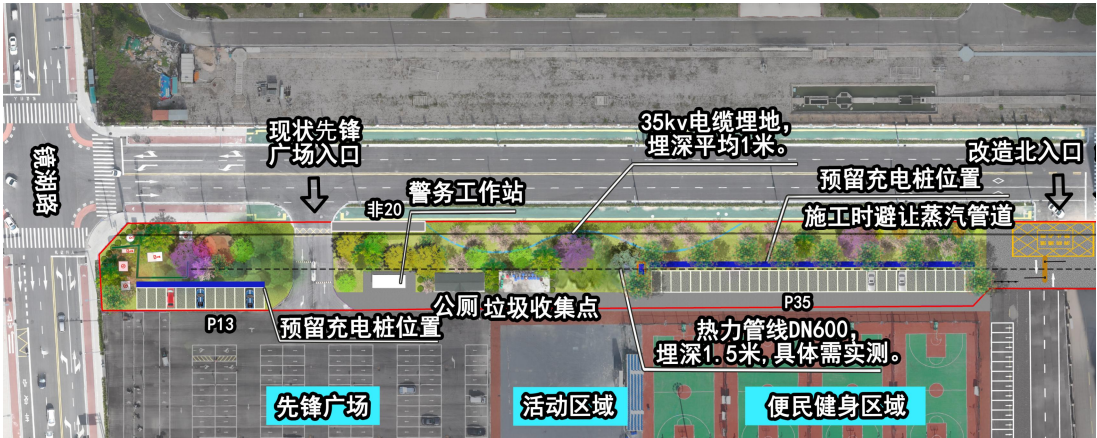 35kv电缆埋地，
埋深平均1米。
现状先锋
广场入口
改造北入口
镜湖路
预留充电桩位置
警务工作站
非20
施工时避让蒸汽管道
公厕
垃圾收集点
P35
P13
预留充电桩位置
热力管线DN600，
埋深1.5米，具体需实测。
先锋广场
活动区域
便民健身区域